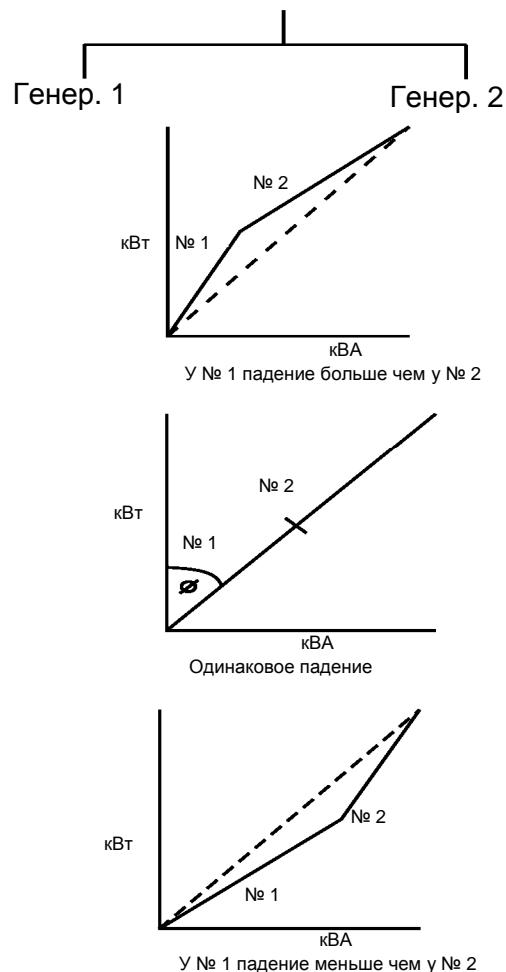 Генер. 1
Генер. 2
№ 2
кВт
№ 1
кВА
У № 1 падение больше чем у № 2
№ 2
кВт
№ 1
ϕ
кВА
Одинаковое падение
№ 2
кВт
№ 1
кВА
У № 1 падение меньше чем у № 2